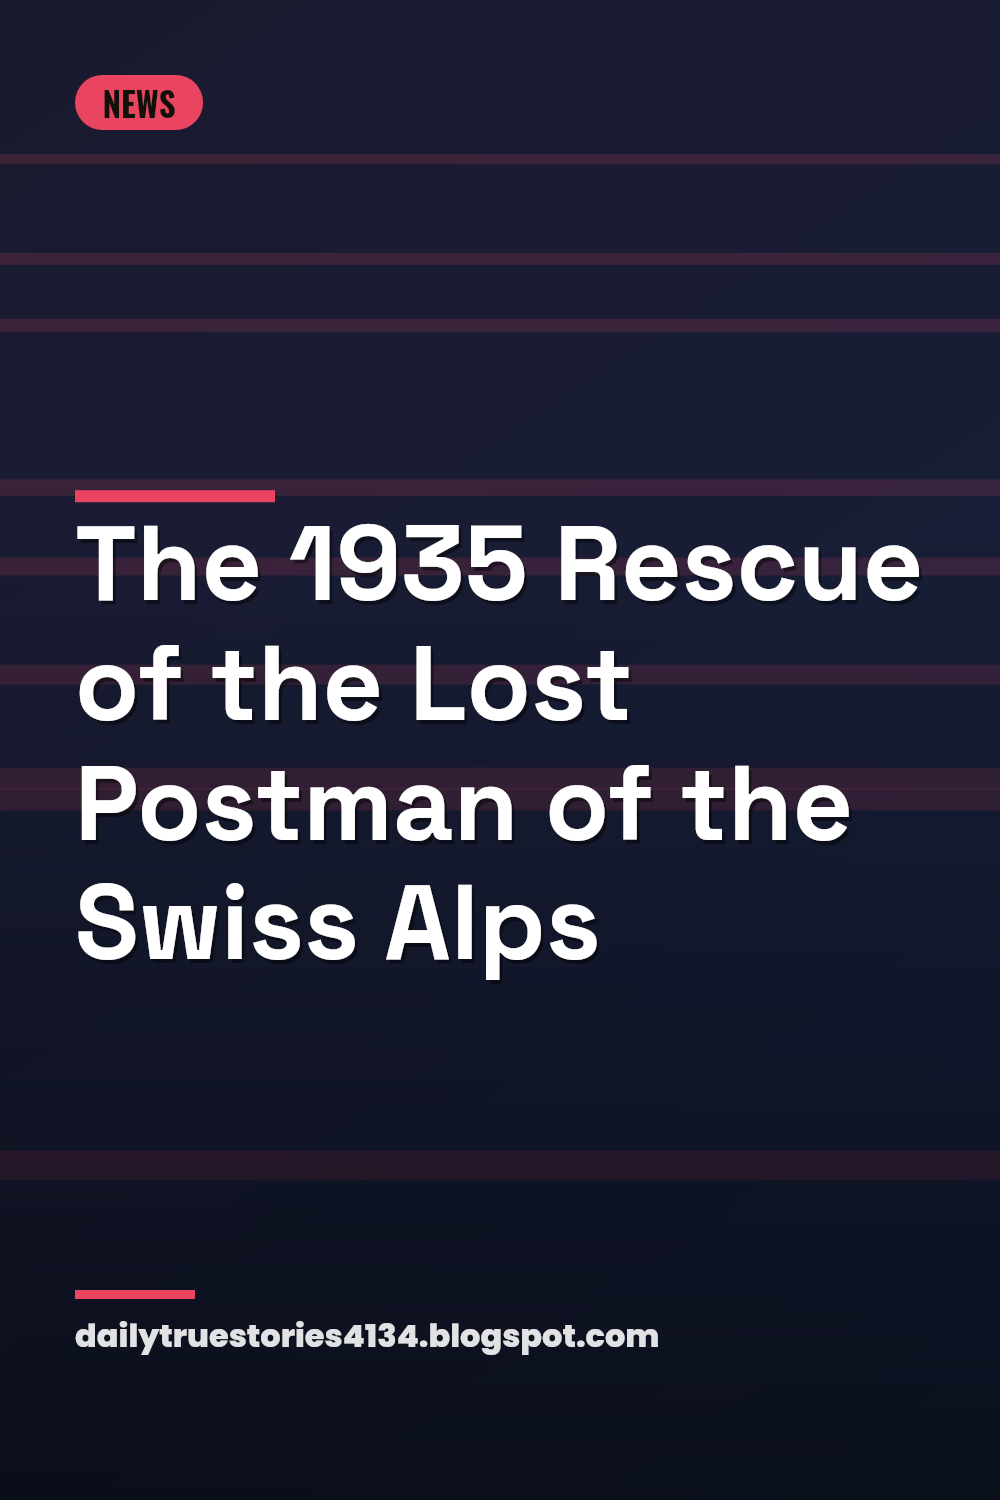 NEWS
The 1935 Rescue
of the Lost
Postman of the
Swiss Alps
dailytruestories4134.blogspot.com